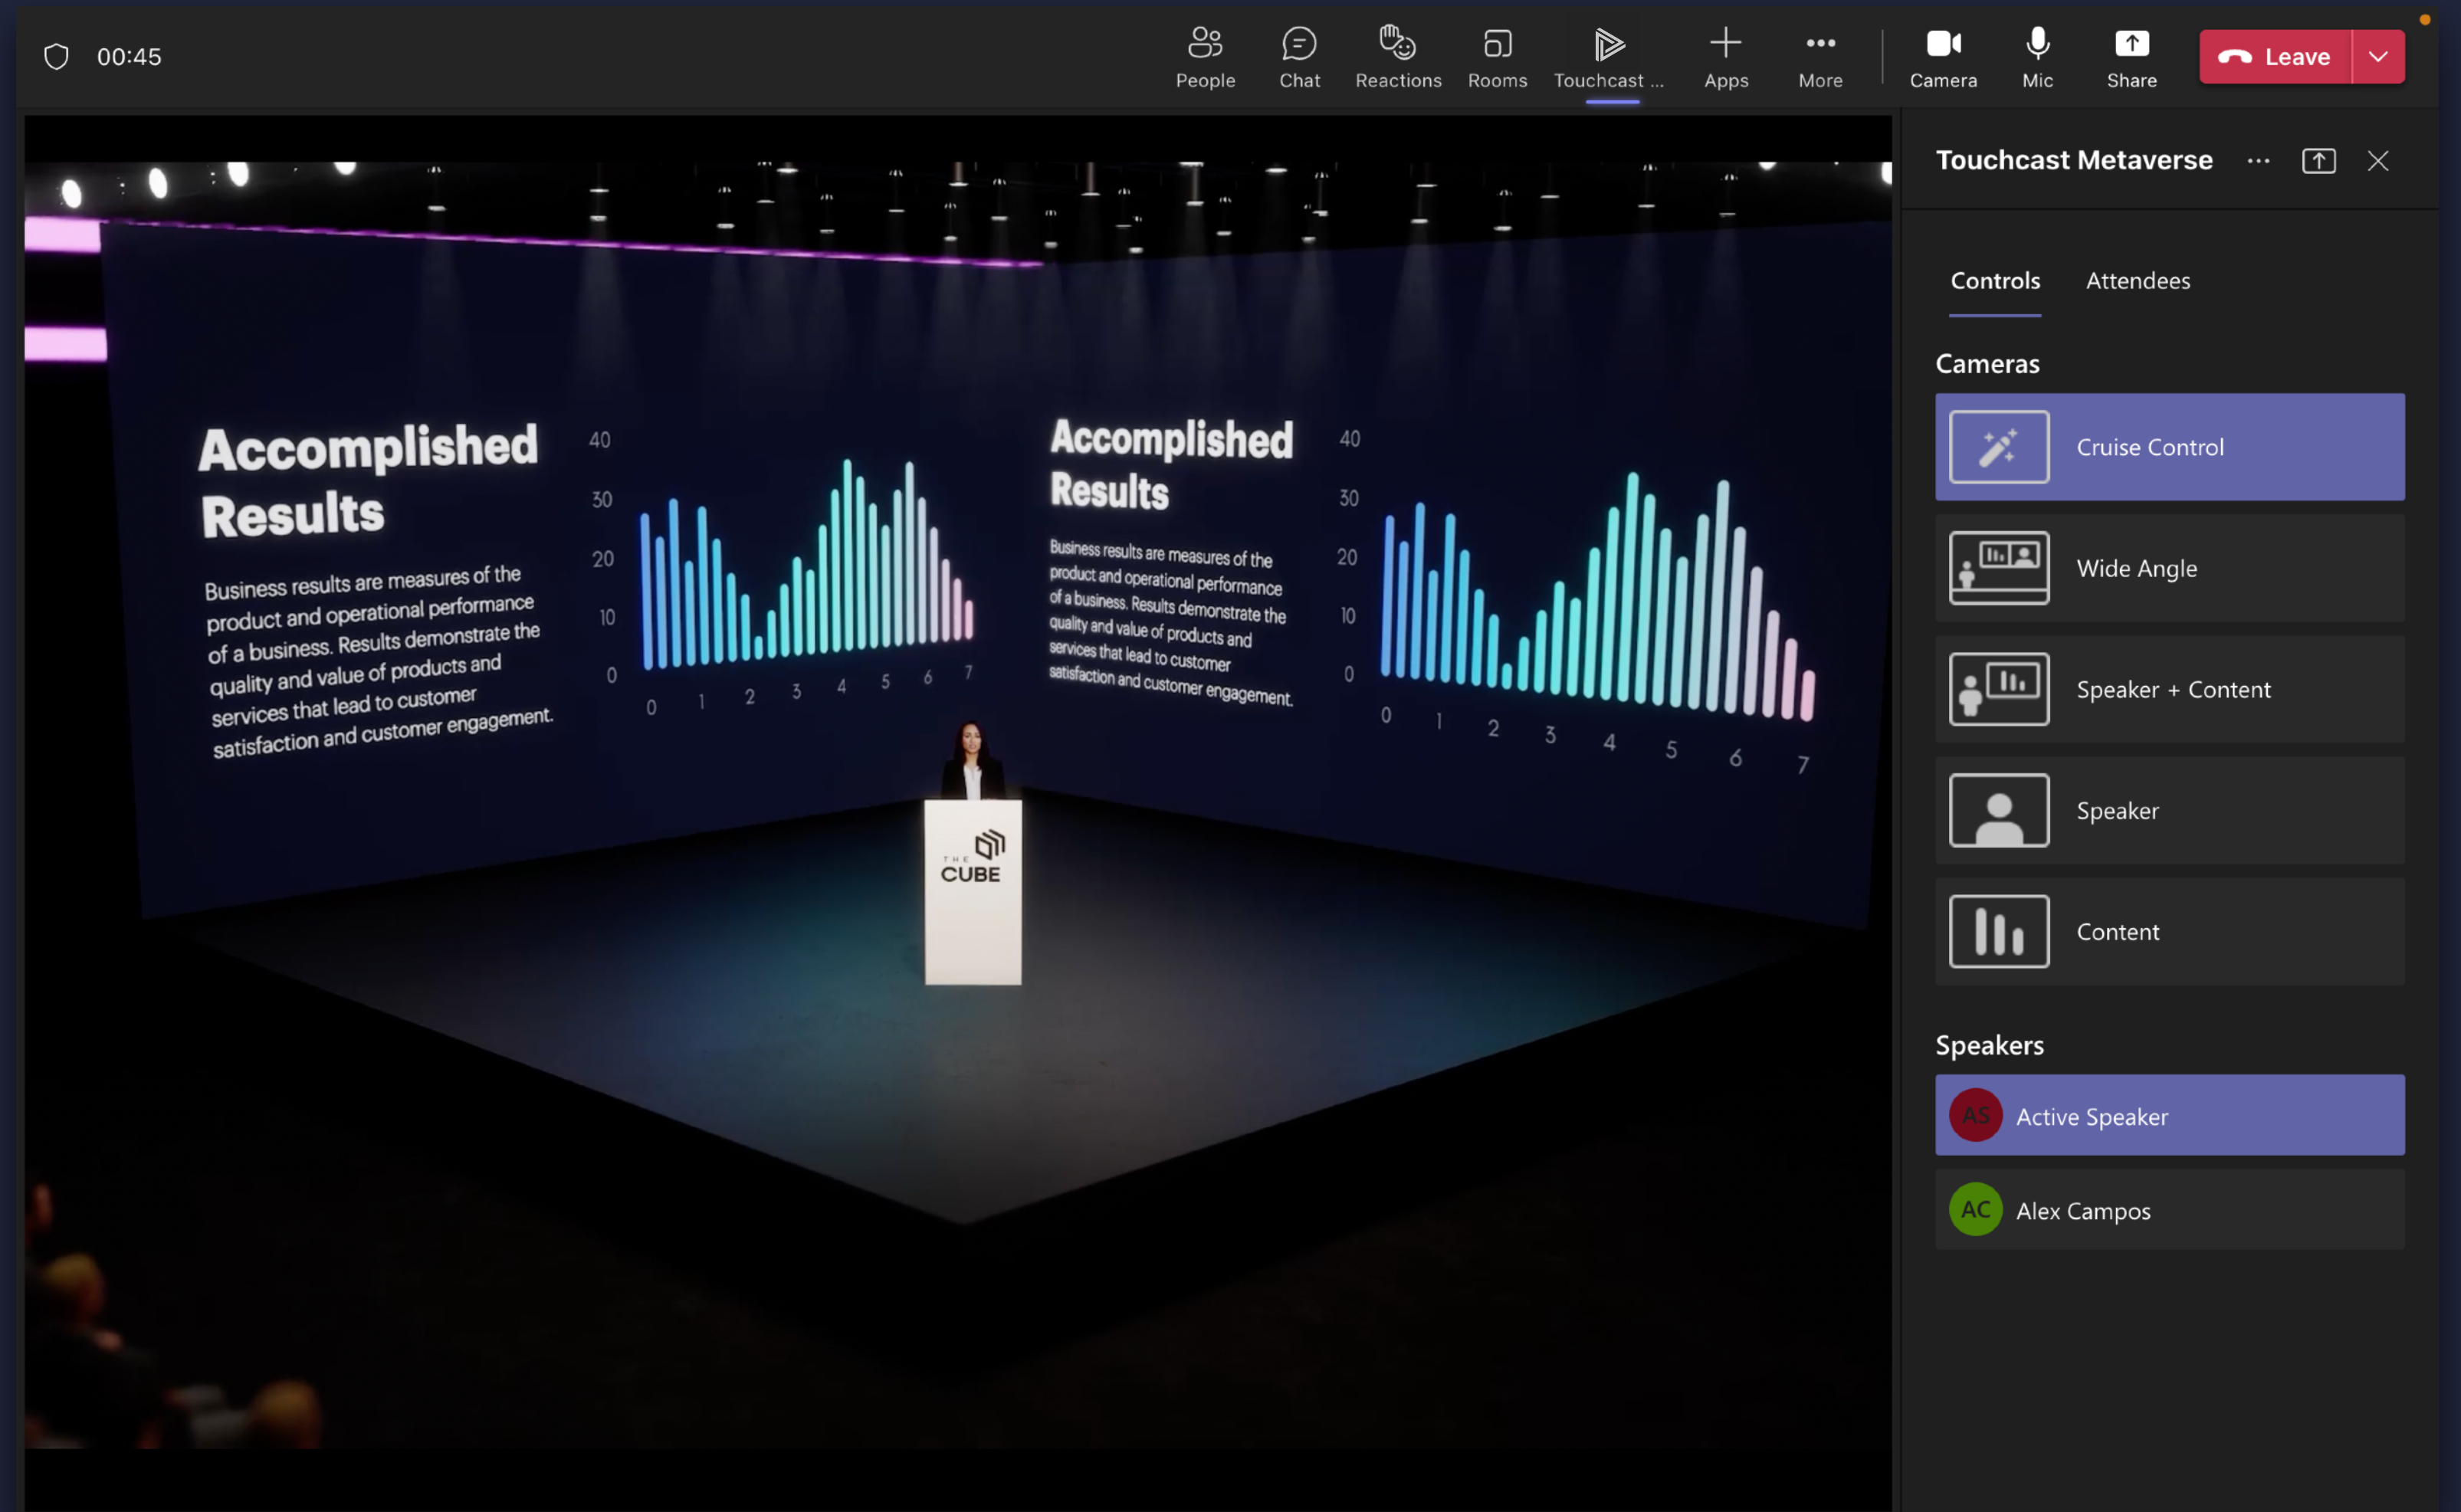 00:45
People
Chat
Reactions
Rooms
Touchcast ...
Apps
More
Camera
Mic
Share
Leave
Accomplished
Results
Business results are measures of the
product and operational performance
of a business. Results demonstrate the
quality and value of products and
services that lead to customer
satisfaction and customer engagement.
40
30
20
10
0
0
1
2
3
4
5
6
7
Accomplished
Results
Business results are measures of the
product and operational performance
of a business. Results demonstrate the
quality and value of products and
services that lead to customer
satisfaction and customer engagement.
40
30
20
10
0
0
1
2
3
4
5
6
7
THE
CUBE
Touchcast Metaverse
Controls
Attendees
Cameras
Cruise Control
Wide Angle
Speaker + Content
Speaker
Content
Speakers
AS
Active Speaker
AC
Alex Campos